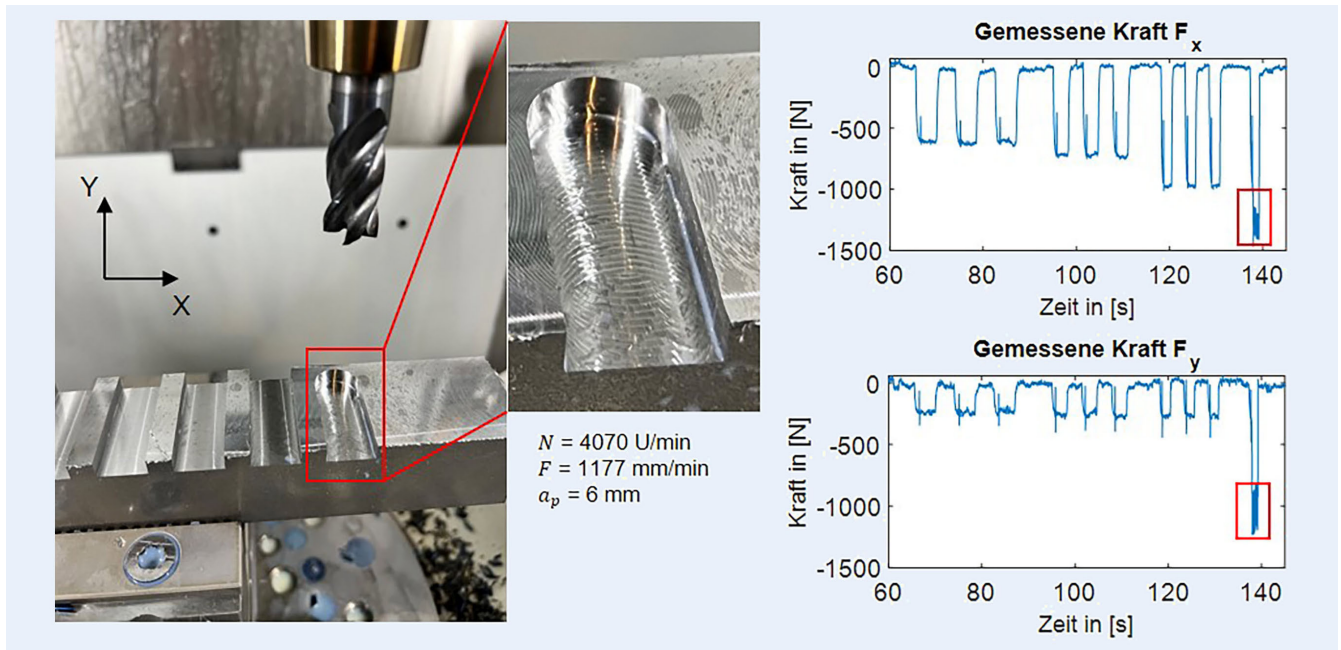 Y
X
N = 4070 U/min
F = 1177 mm/min
aₚ = 6 mm
Gemessene Kraft Fₓ
Kraft in [N]
0
-500
-1000
-1500
60
80
100
120
140
Zeit in [s]
Gemessene Kraft F_y
Kraft in [N]
0
-500
-1000
-1500
60
80
100
120
140
Zeit in [s]